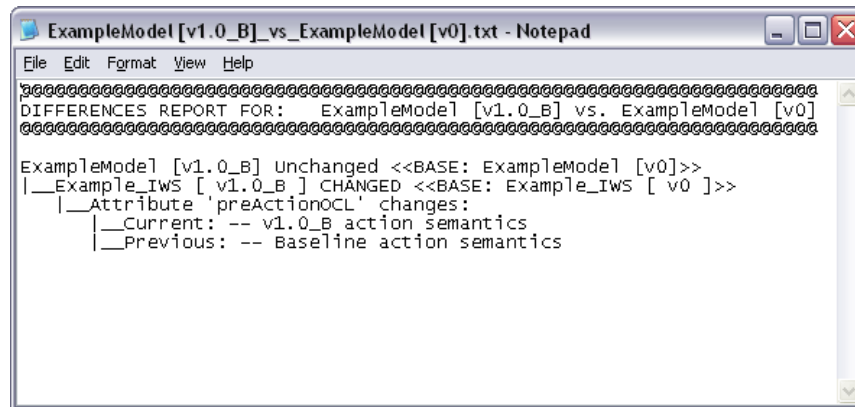 ExampleModel [v1.0_B]_vs_ExampleModel [v0].txt - Notepad
File Edit Format View Help
@@@@@@@@@@@@@@@@@@@@@@@@@@@@@@@@@@@@@@@@@@@@@@@@@@@@@@@@@@@@@@@@@@
DIFFERENCES REPORT FOR:   ExampleModel [v1.0_B] vs. ExampleModel [v0]
@@@@@@@@@@@@@@@@@@@@@@@@@@@@@@@@@@@@@@@@@@@@@@@@@@@@@@@@@@@@@@@@@@
ExampleModel [v1.0_B] Unchanged <<BASE: ExampleModel [v0]>>
|__Example_IWS [ v1.0_B ] CHANGED <<BASE: Example_IWS [ v0 ]>>
   |__Attribute 'preActionOCL' changes:
      |__Current: -- v1.0_B action semantics
      |__Previous: -- Baseline action semantics